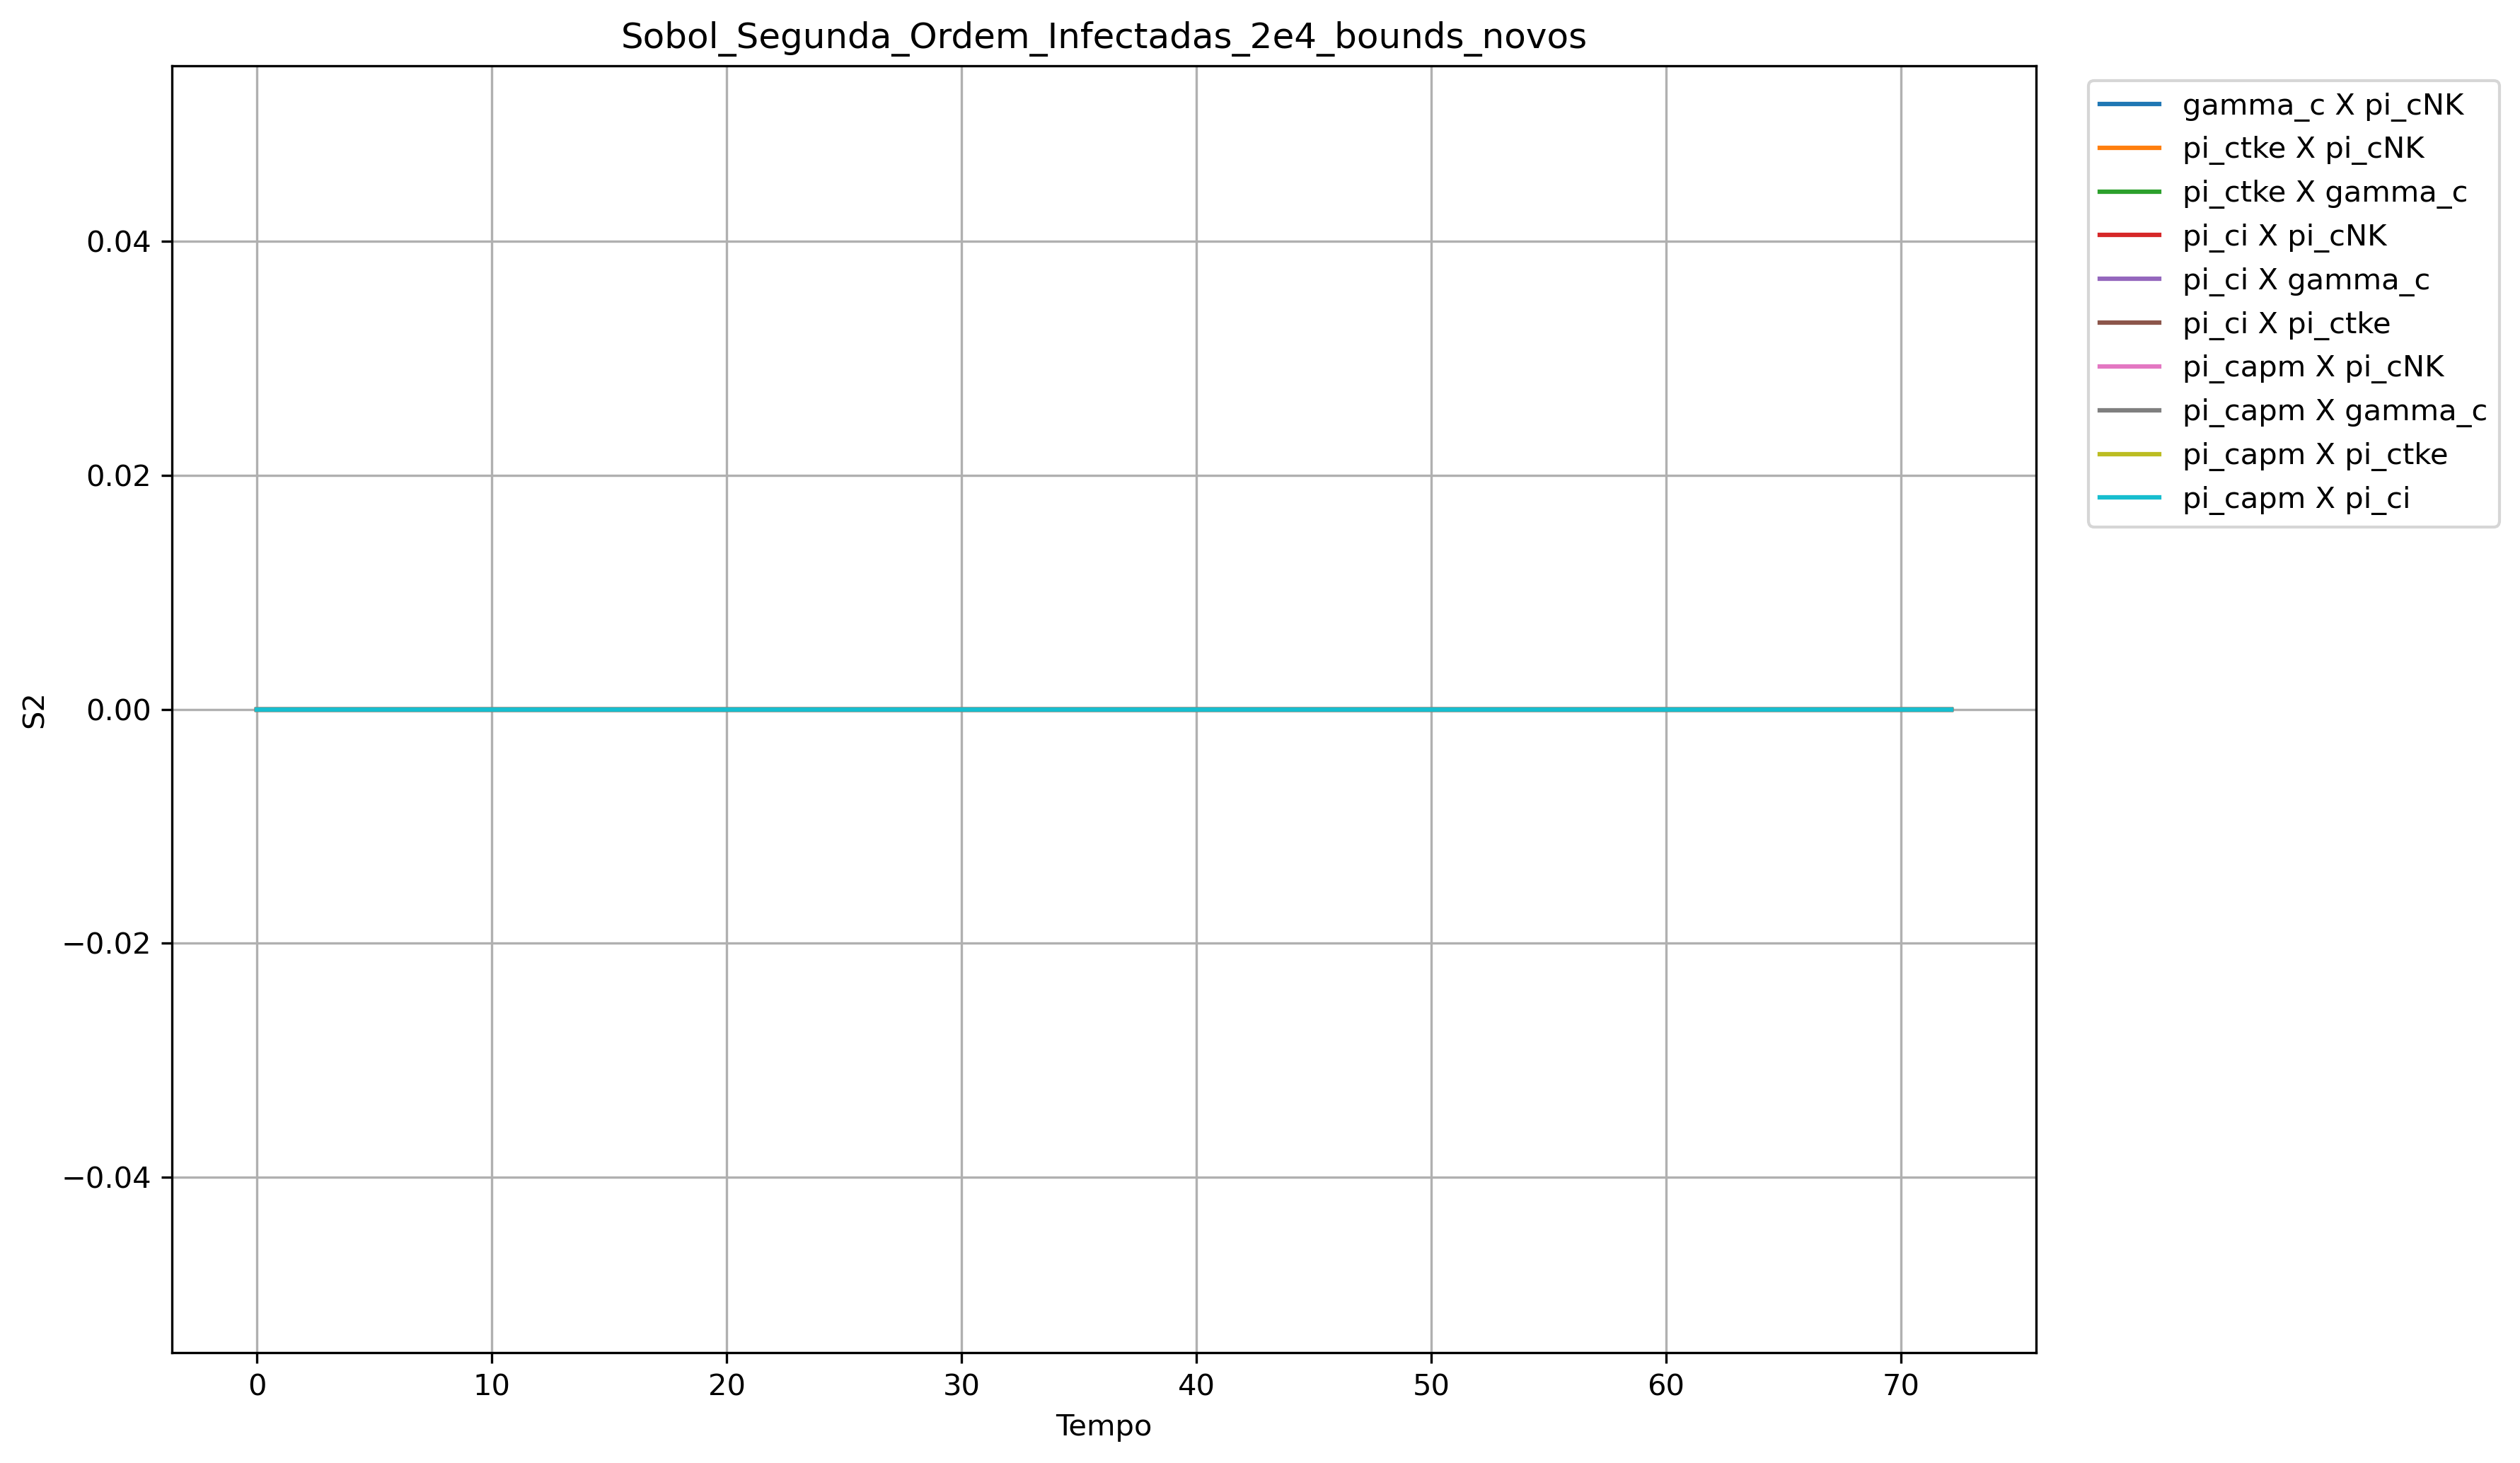 Sobol_Segunda_Ordem_Infectadas_2e4_bounds_novos
gamma_c X pi_cNK
pi_ctke X pi_cNK
pi_ctke X gamma_c
pi_ci X pi_cNK
pi_ci X gamma_c
pi_ci X pi_ctke
pi_capm X pi_cNK
pi_capm X gamma_c
pi_capm X pi_ctke
pi_capm X pi_ci
S2
0.04
0.02
0.00
−0.02
−0.04
0 10 20 30 40 50 60 70
Tempo